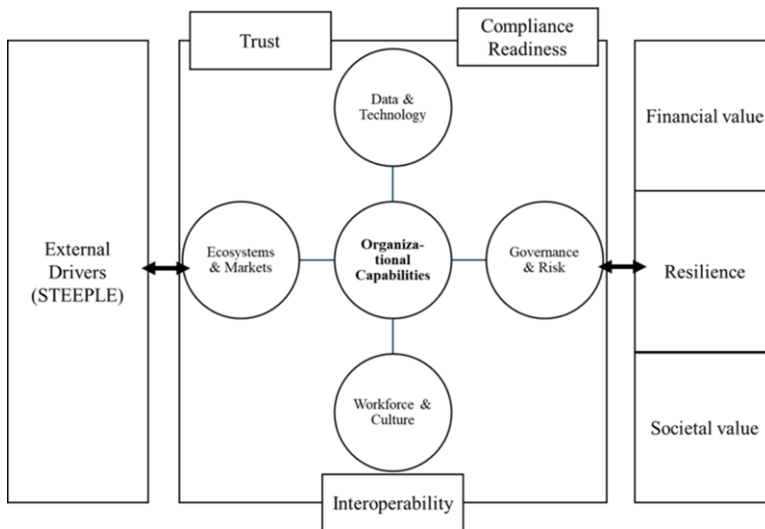 Trust
Compliance
Readiness
Data &
Technology
Financial value
External
Drivers
(STEEPLE)
Ecosystems
& Markets
Organiza-
tional
Capabilities
Governance
& Risk
Resilience
Workforce &
Culture
Societal value
Interoperability